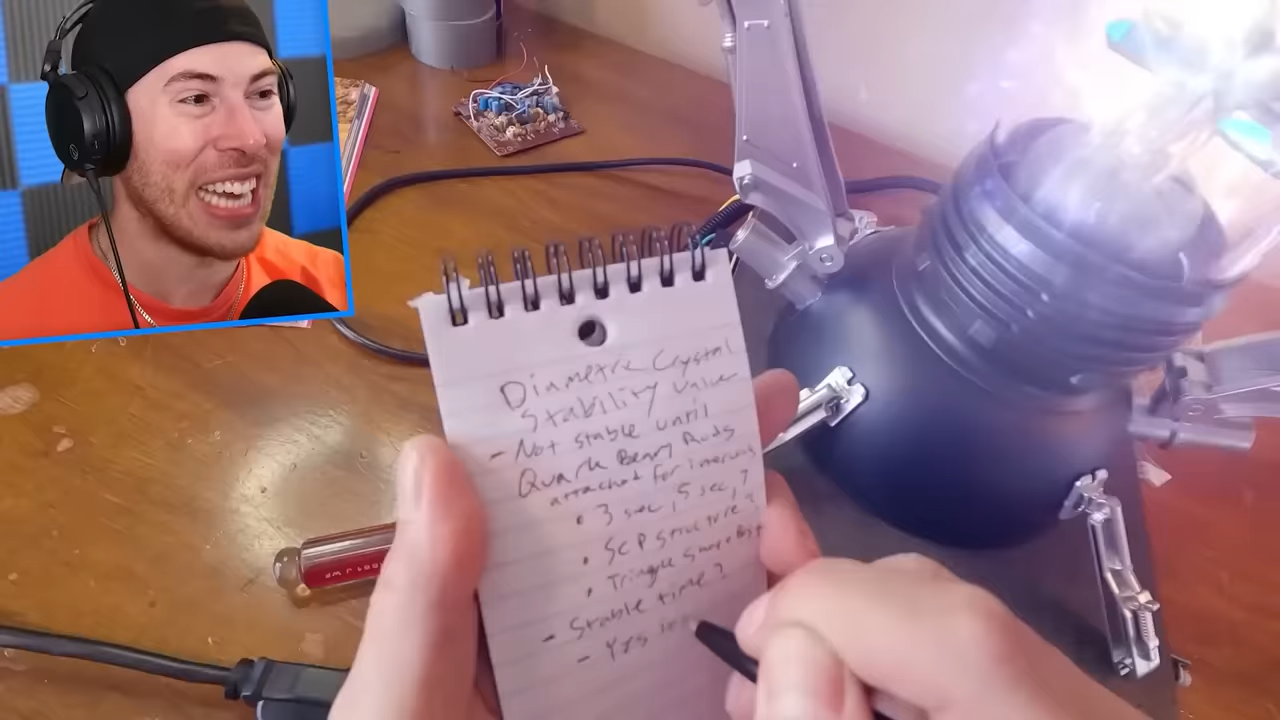 Diametre Crystal
Stability Value
- Not stable until
Quark Beam Rods
attached for
• 3 sec, 5 sec, ?
• SCP structure
• Triangle
- Stable time?
- Yes